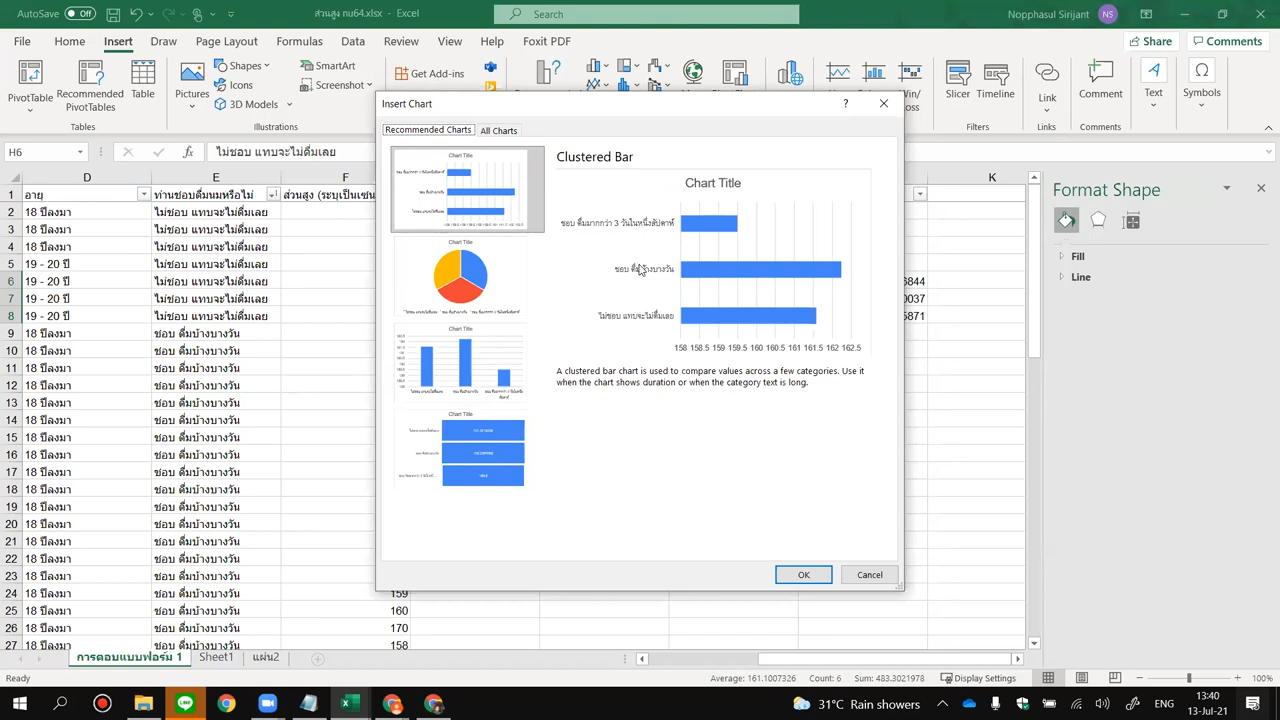 AutoSave Off ส่วนสูง nu64.xlsx Search Nopphasul Sirijant NS
File Home Insert Draw Page Layout Formulas Data Review View Help Foxit PDF Share Comments
PivotTable Recommended PivotTables Table Pictures Shapes Icons 3D Models SmartArt Screenshot Get Add-ins Win/ Loss Slicer Timeline Link Comment Text Symbols
Tables Illustrations Filters Links Comments
Insert Chart
Recommended Charts All Charts
H6 ไม่ชอบ แทบจะไม่ดื่มเลย
D E F K
อายุ ท่านชอบดื่มนมหรือไม่ ส่วนสูง (ระบุเป็นเซน
2 18 ปีลงมา ไม่ชอบ แทบจะไม่ดื่มเลย
3 18 ปีลงมา ไม่ชอบ แทบจะไม่ดื่มเลย
4 18 ปีลงมา ไม่ชอบ แทบจะไม่ดื่มเลย
5 19 - 20 ปี ไม่ชอบ แทบจะไม่ดื่มเลย
6 19 - 20 ปี ไม่ชอบ แทบจะไม่ดื่มเลย 844
7 19 - 20 ปี ไม่ชอบ แทบจะไม่ดื่มเลย 037
8 19 - 20 ปี ไม่ชอบ แทบจะไม่ดื่มเลย 871
9 18 ปีลงมา ชอบ ดื่มบ้างบางวัน
10 18 ปีลงมา ชอบ ดื่มบ้างบางวัน
11 18 ปีลงมา ชอบ ดื่มบ้างบางวัน
12 18 ปีลงมา ชอบ ดื่มบ้างบางวัน
13 18 ปีลงมา ชอบ ดื่มบ้างบางวัน
14 18 ปีลงมา ชอบ ดื่มบ้างบางวัน
15 18 ปีลงมา ชอบ ดื่มบ้างบางวัน
16 18 ปีลงมา ชอบ ดื่มบ้างบางวัน
17 18 ปีลงมา ชอบ ดื่มบ้างบางวัน
18 18 ปีลงมา ชอบ ดื่มบ้างบางวัน
19 18 ปีลงมา ชอบ ดื่มบ้างบางวัน
20 18 ปีลงมา ชอบ ดื่มบ้างบางวัน
21 18 ปีลงมา ชอบ ดื่มบ้างบางวัน
22 18 ปีลงมา ชอบ ดื่มบ้างบางวัน
23 18 ปีลงมา ชอบ ดื่มบ้างบางวัน
24 18 ปีลงมา ชอบ ดื่มบ้างบางวัน 159
25 18 ปีลงมา ชอบ ดื่มบ้างบางวัน 160
26 18 ปีลงมา ชอบ ดื่มบ้างบางวัน 170
27 18 ปีลงมา ชอบ ดื่มบ้างบางวัน 158
Chart Title
Chart Title
Chart Title
Chart Title
Clustered Bar
Chart Title
ชอบ ดื่มมากกว่า 3 วันในหนึ่งสัปดาห์
ชอบ ดื่มบ้างบางวัน
ไม่ชอบ แทบจะไม่ดื่มเลย
158 158.5 159 159.5 160 160.5 161 161.5 162 162.5
A clustered bar chart is used to compare values across a few categories. Use it
when the chart shows duration or when the category text is long.
OK Cancel
Format Shape
Fill
Line
การตอบแบบฟอร์ม 1 Sheet1 แผ่น2
Ready Average: 161.1007326 Count: 6 Sum: 483.3021978 Display Settings 100%
31°C Rain showers ENG 13:40
13-Jul-21